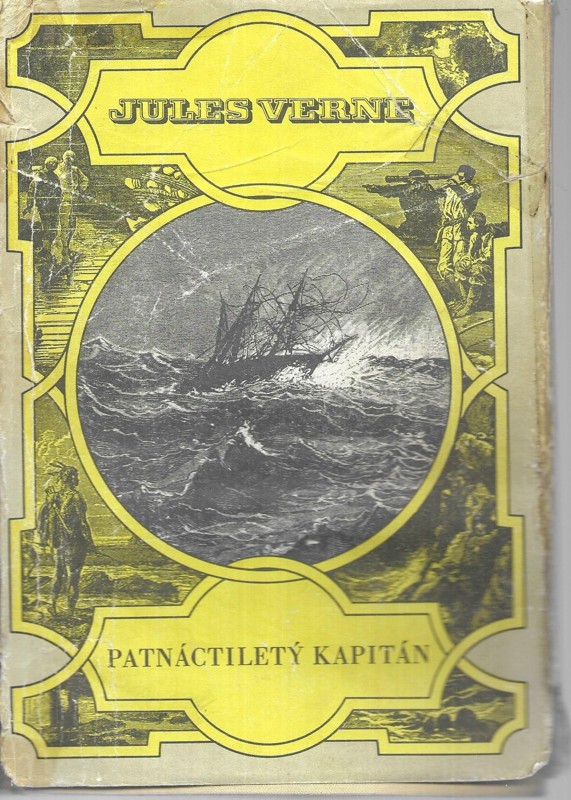 JULES VERNE
PATNÁCTILETÝ KAPITÁN